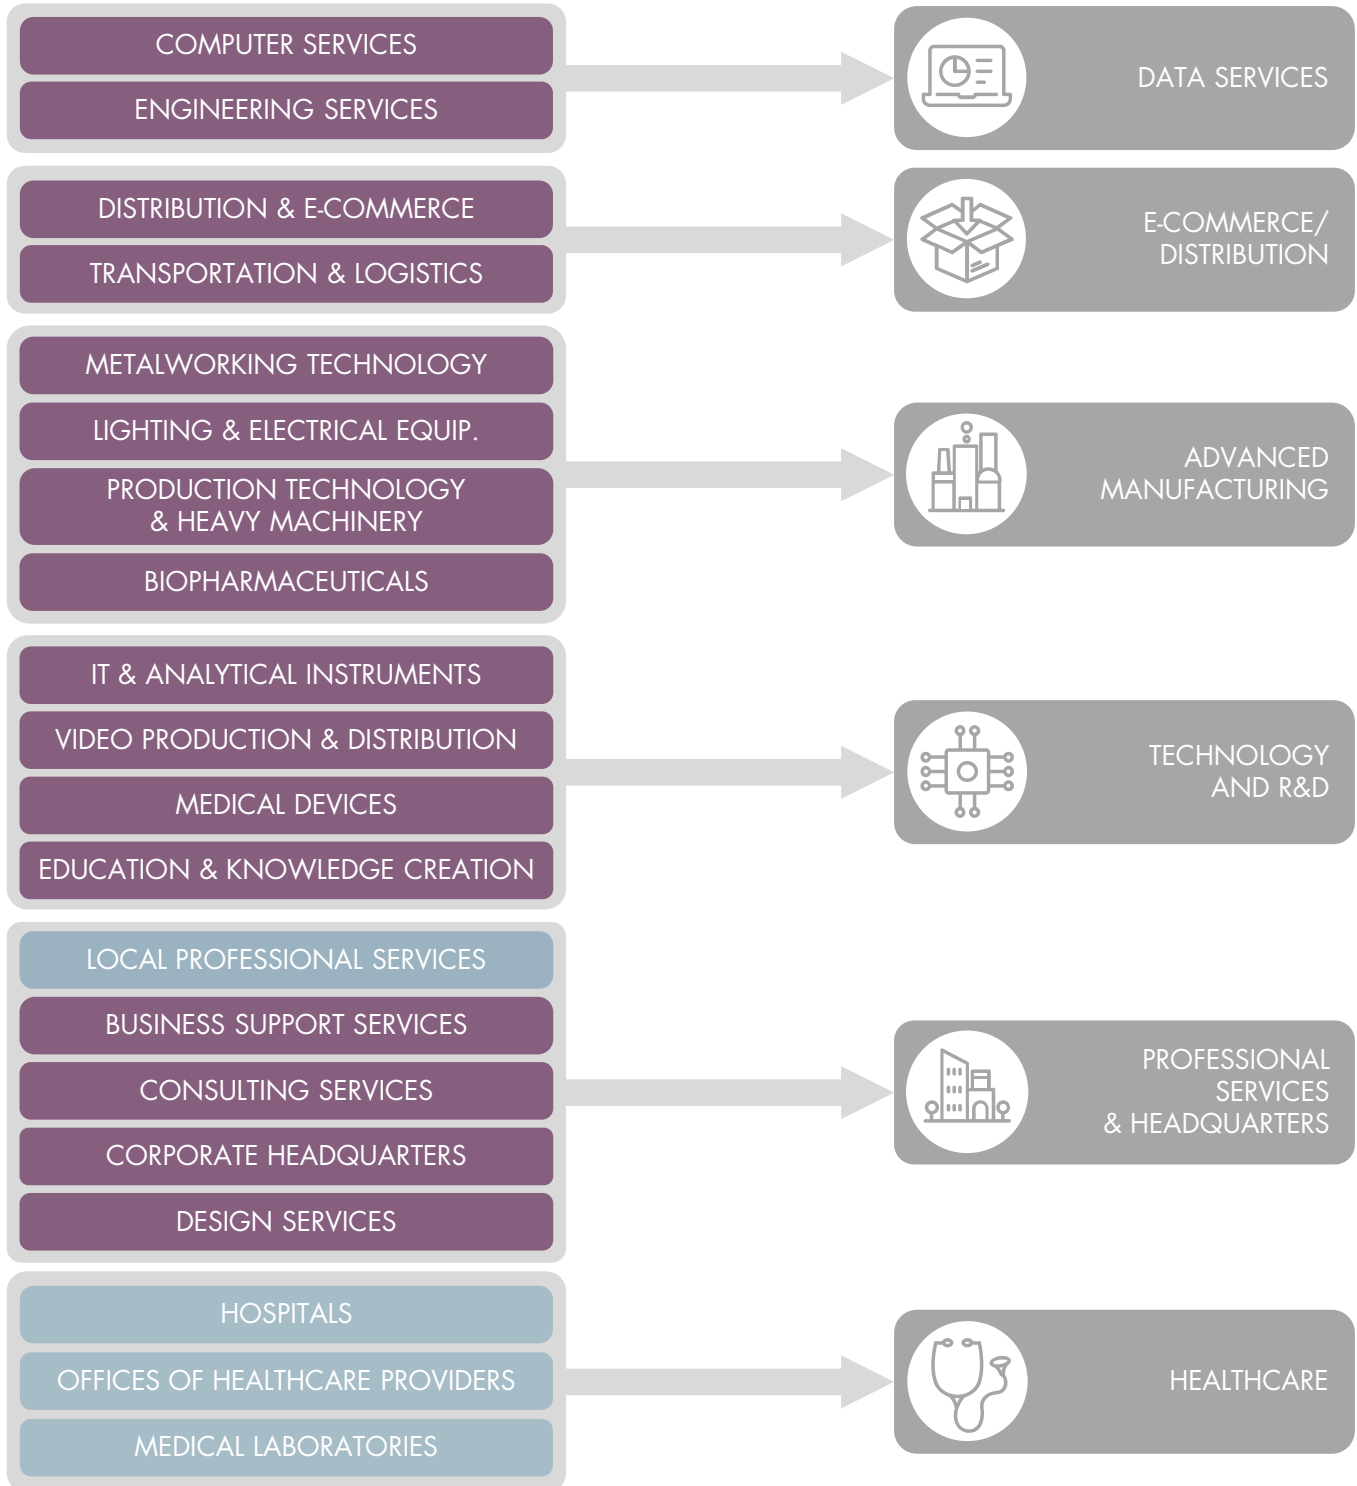 COMPUTER SERVICES
ENGINEERING SERVICES
DATA SERVICES
DISTRIBUTION & E-COMMERCE
TRANSPORTATION & LOGISTICS
E-COMMERCE/
DISTRIBUTION
METALWORKING TECHNOLOGY
LIGHTING & ELECTRICAL EQUIP.
PRODUCTION TECHNOLOGY
& HEAVY MACHINERY
BIOPHARMACEUTICALS
ADVANCED
MANUFACTURING
IT & ANALYTICAL INSTRUMENTS
VIDEO PRODUCTION & DISTRIBUTION
MEDICAL DEVICES
EDUCATION & KNOWLEDGE CREATION
TECHNOLOGY
AND R&D
LOCAL PROFESSIONAL SERVICES
BUSINESS SUPPORT SERVICES
CONSULTING SERVICES
CORPORATE HEADQUARTERS
DESIGN SERVICES
PROFESSIONAL
SERVICES
& HEADQUARTERS
HOSPITALS
OFFICES OF HEALTHCARE PROVIDERS
MEDICAL LABORATORIES
HEALTHCARE